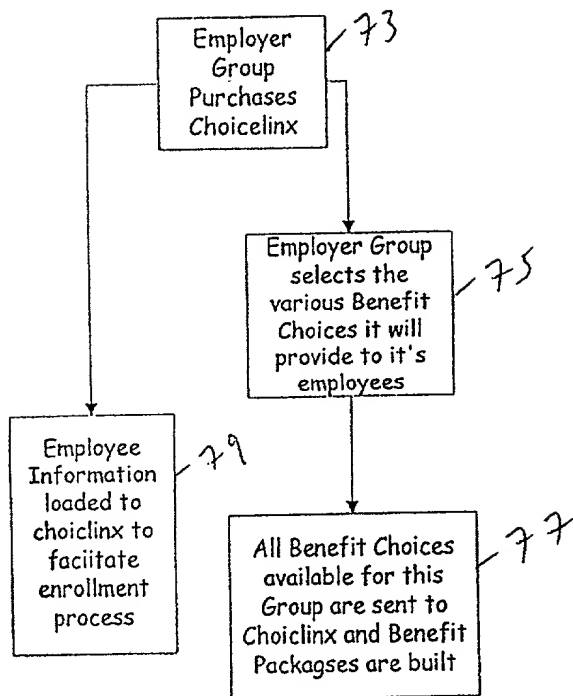 Employer
Group
Purchases
Choicelinx
73
Employer Group
selects the
various Benefit
Choices it will
provide to it's
employees
75
Employee
Information
loaded to
choiclinx to
faciitate
enrollment
process
79
All Benefit Choices
available for this
Group are sent to
Choiclinx and Benefit
Packagses are built
77